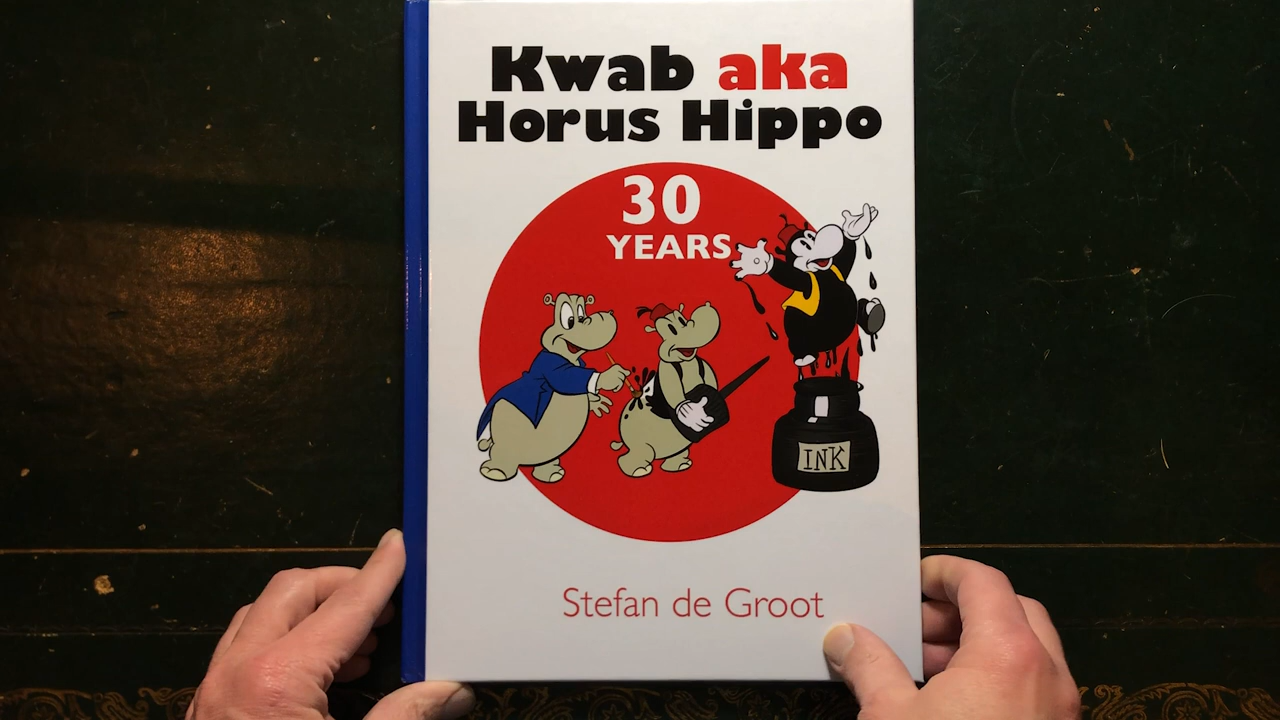 Kwab aka
Horus Hippo
30
YEARS
INK
Stefan de Groot